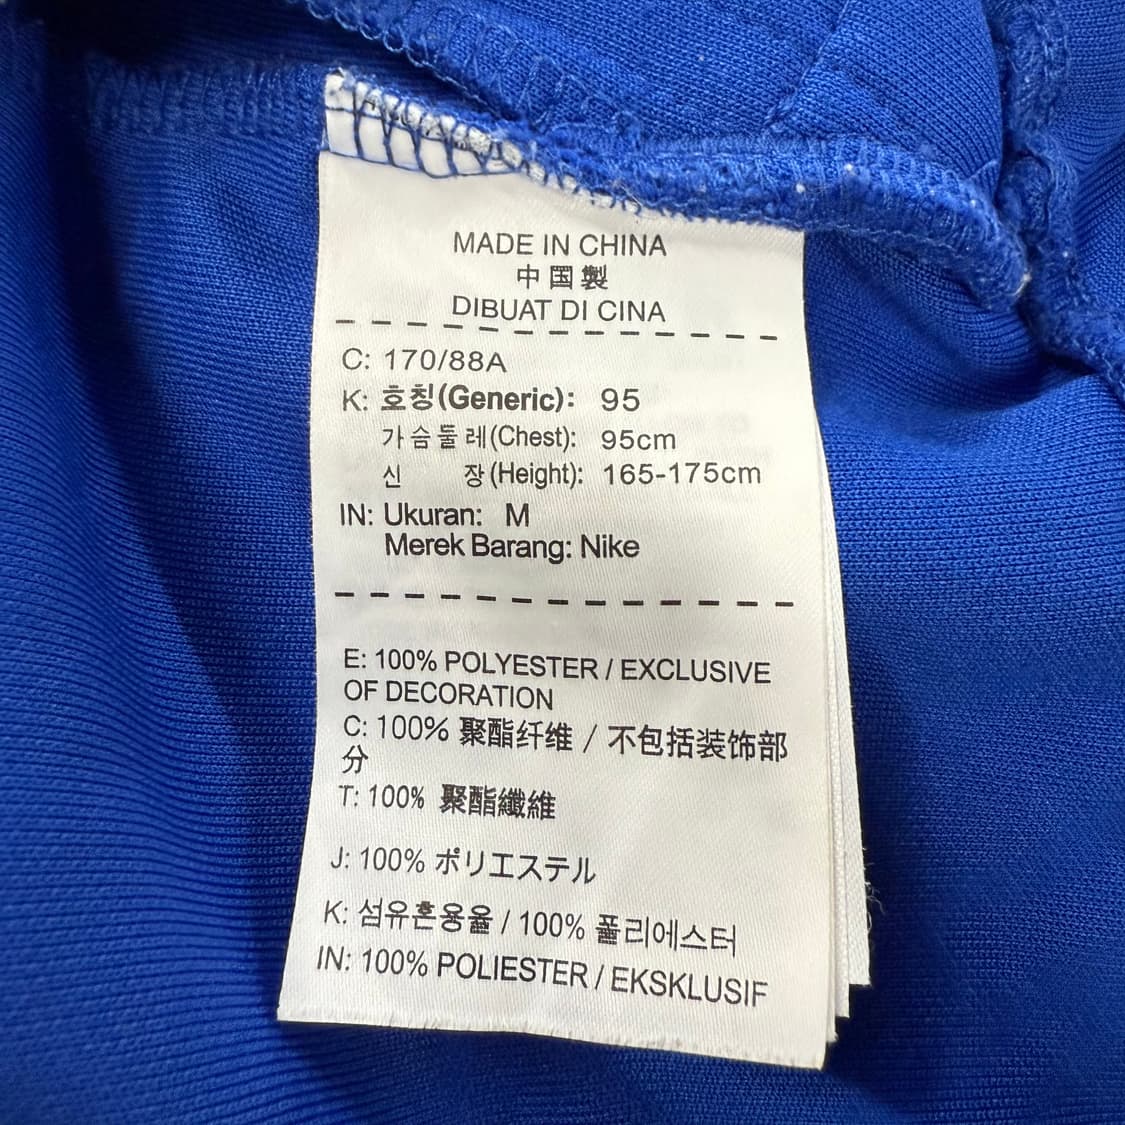 MADE IN CHINA
中国製
DIBUAT DI CINA
C: 170/88A
K: 호칭(Generic): 95
가슴둘레(Chest): 95cm
신 장(Height): 165-175cm
IN: Ukuran: M
Merek Barang: Nike
E: 100% POLYESTER / EXCLUSIVE
OF DECORATION
C: 100% 聚酯纤维 / 不包括装饰部
分
T: 100% 聚酯纖維
J: 100% ポリエステル
K: 섬유혼용율 / 100% 폴리에스터
IN: 100% POLIESTER / EKSKLUSIF